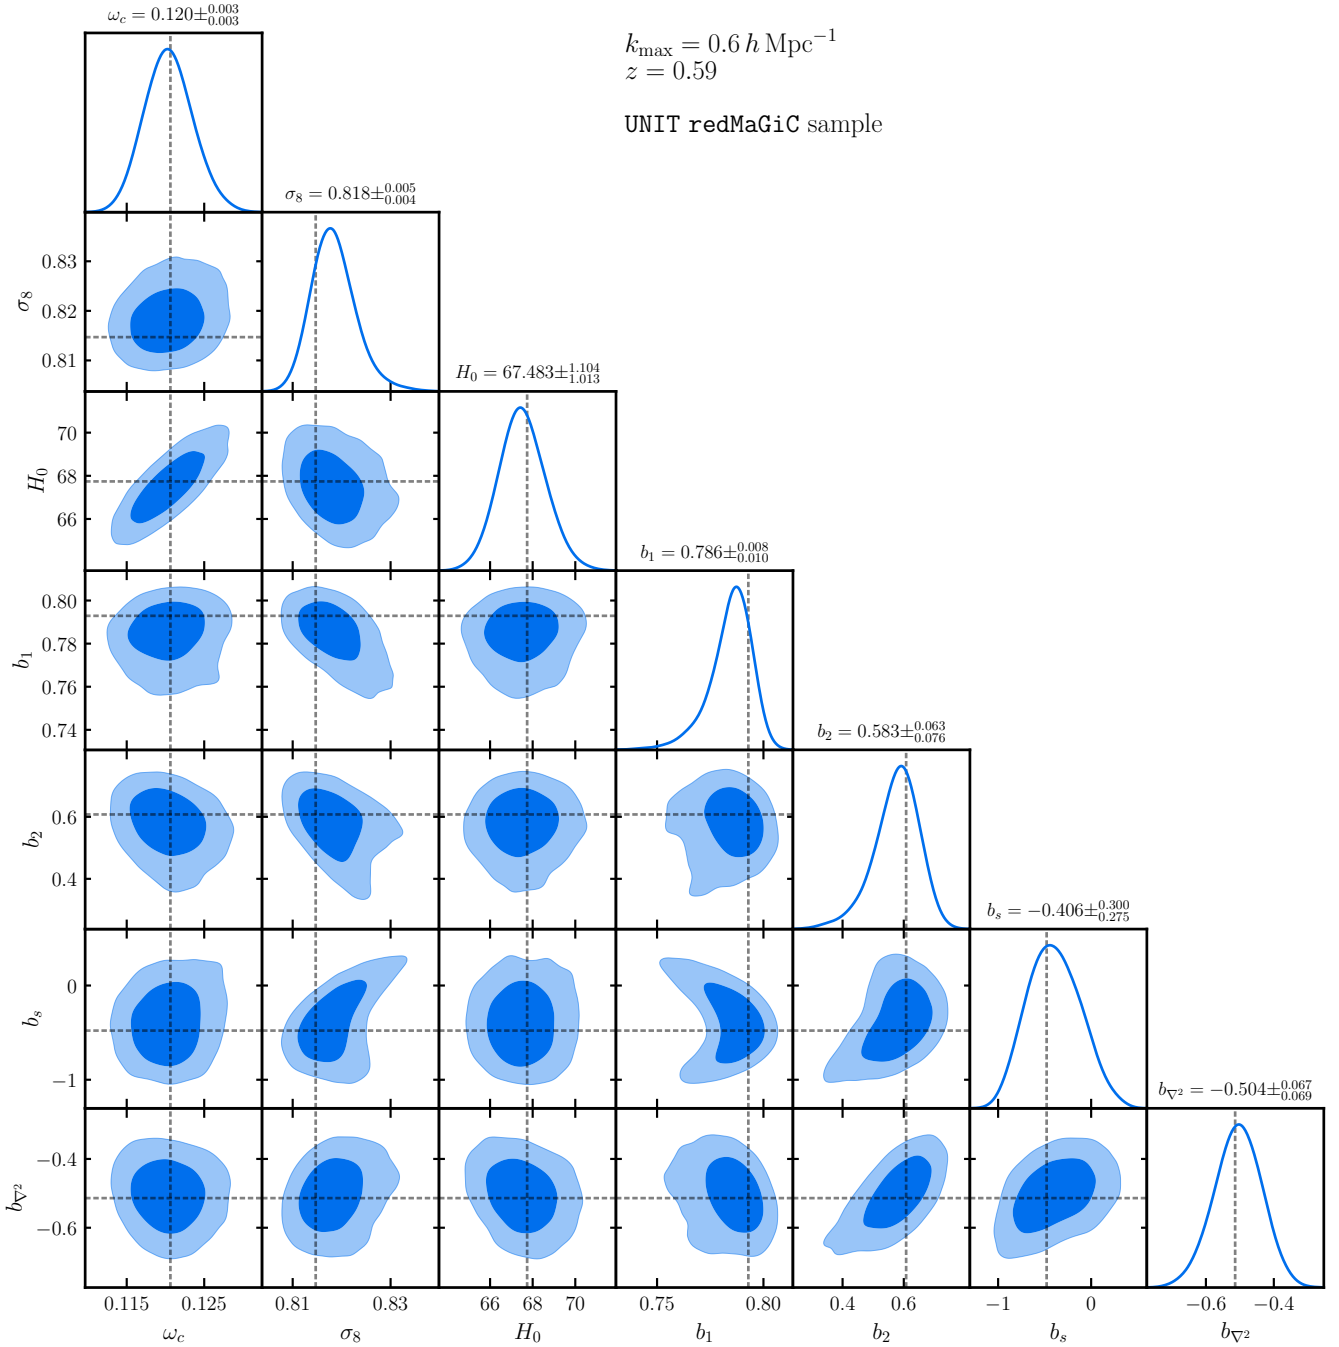 ω_c = 0.120±^{0.003}_{0.003}
k_max = 0.6 h Mpc^{−1}
z = 0.59
UNIT redMaGiC sample
σ_8 = 0.818±^{0.005}_{0.004}
0.83
0.82
0.81
σ_8
H_0 = 67.483±^{1.104}_{1.013}
70
68
66
H_0
b_1 = 0.786±^{0.008}_{0.010}
0.80
0.78
0.76
0.74
b_1
b_2 = 0.583±^{0.063}_{0.076}
0.6
0.4
b_2
b_s = −0.406±^{0.300}_{0.275}
0
−1
b_s
b_{∇^2} = −0.504±^{0.067}_{0.069}
−0.4
−0.6
b_{∇^2}
0.115 0.125 0.81 0.83 66 68 70 0.75 0.80 0.4 0.6 −1 0 −0.6 −0.4
ω_c σ_8 H_0 b_1 b_2 b_s b_{∇^2}